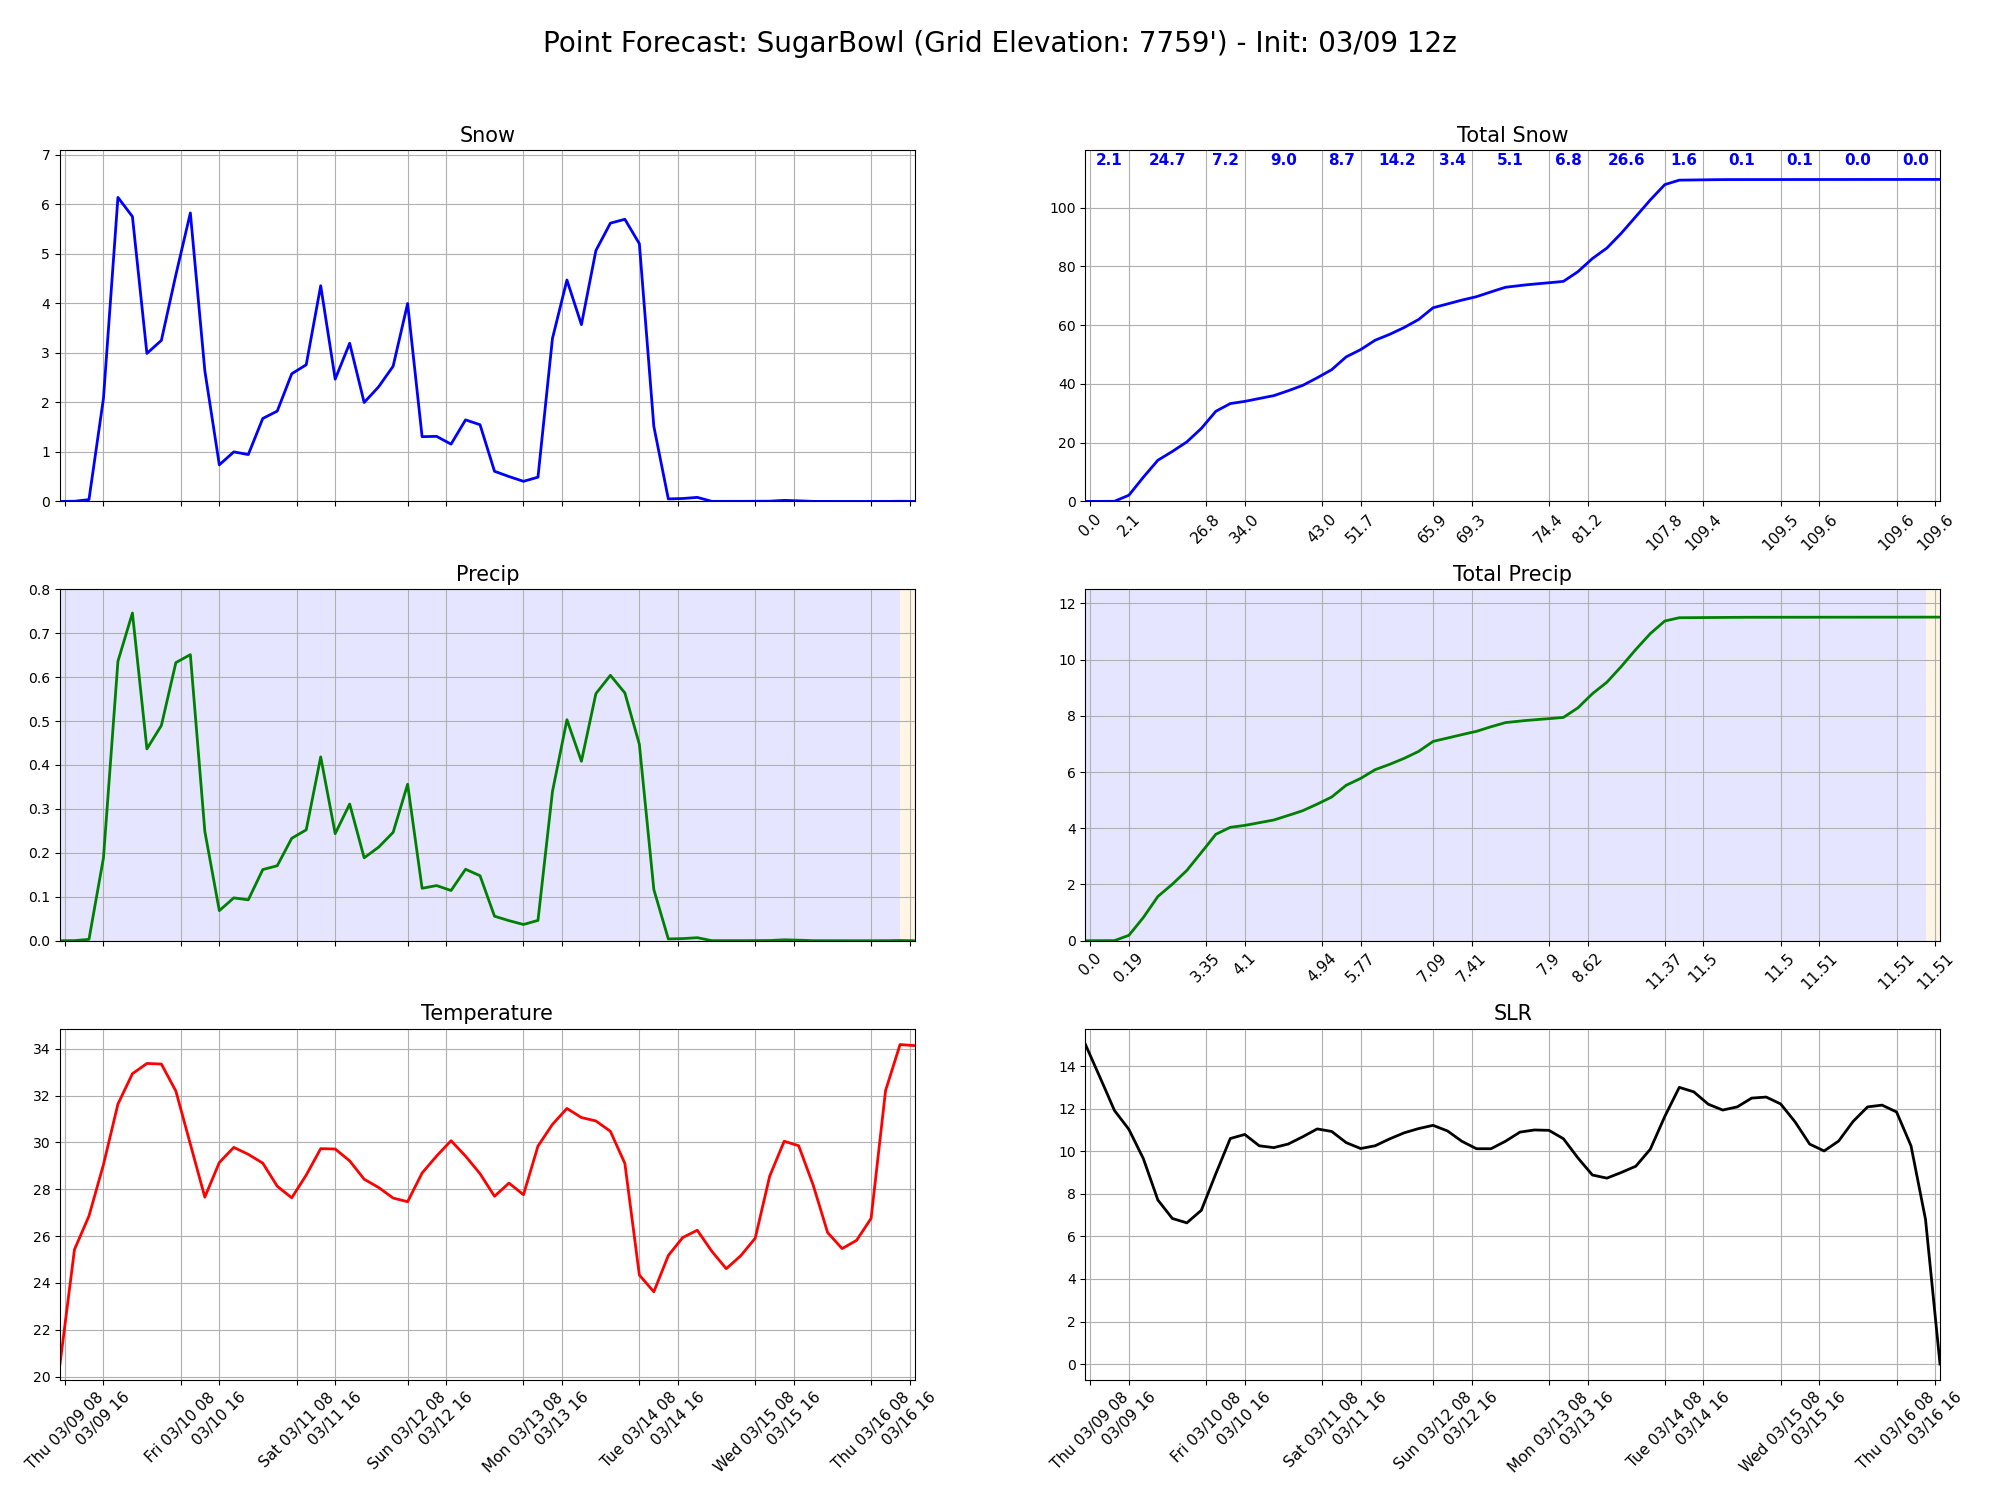 Point Forecast: SugarBowl (Grid Elevation: 7759') - Init: 03/09 12z
Snow
7
6
5
4
3
2
1
0
Total Snow
2.1 24.7 7.2 9.0 8.7 14.2 3.4 5.1 6.8 26.6 1.6 0.1 0.1 0.0 0.0
100
80
60
40
20
0
0.0 2.1 26.8 34.0 43.0 51.7 65.9 69.3 74.4 81.2 107.8 109.4 109.5 109.6 109.6 109.6
Precip
0.8
0.7
0.6
0.5
0.4
0.3
0.2
0.1
0.0
Total Precip
12
10
8
6
4
2
0
0.0 0.19 3.35 4.1 4.94 5.77 7.09 7.41 7.9 8.62 11.37 11.5 11.5 11.51 11.51 11.51
Temperature
34
32
30
28
26
24
22
20
Thu 03/09 08
03/09 16
Fri 03/10 08
03/10 16
Sat 03/11 08
03/11 16
Sun 03/12 08
03/12 16
Mon 03/13 08
03/13 16
Tue 03/14 08
03/14 16
Wed 03/15 08
03/15 16
Thu 03/16 08
03/16 16
SLR
14
12
10
8
6
4
2
0
Thu 03/09 08
03/09 16
Fri 03/10 08
03/10 16
Sat 03/11 08
03/11 16
Sun 03/12 08
03/12 16
Mon 03/13 08
03/13 16
Tue 03/14 08
03/14 16
Wed 03/15 08
03/15 16
Thu 03/16 08
03/16 16